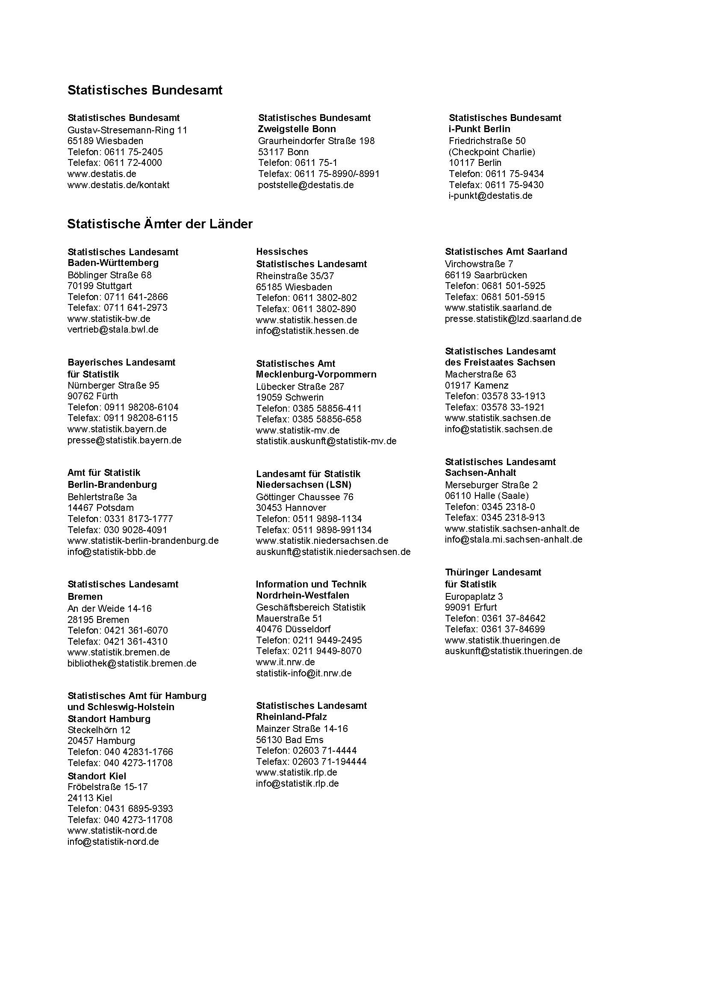 Statistisches Bundesamt
Statistisches Bundesamt
Gustav-Stresemann-Ring 11
65189 Wiesbaden
Telefon: 0611 75-2405
Telefax: 0611 72-4000
www.destatis.de
www.destatis.de/kontakt
Statistisches Bundesamt
Zweigstelle Bonn
Graurheindorfer Straße 198
53117 Bonn
Telefon: 0611 75-1
Telefax: 0611 75-8990/-8991
poststelle@destatis.de
Statistisches Bundesamt
i-Punkt Berlin
Friedrichstraße 50
(Checkpoint Charlie)
10117 Berlin
Telefon: 0611 75-9434
Telefax: 0611 75-9430
i-punkt@destatis.de
Statistische Ämter der Länder
Statistisches Landesamt
Baden-Württemberg
Böblinger Straße 68
70199 Stuttgart
Telefon: 0711 641-2866
Telefax: 0711 641-2973
www.statistik-bw.de
vertrieb@stala.bwl.de
Bayerisches Landesamt
für Statistik
Nürnberger Straße 95
90762 Fürth
Telefon: 0911 98208-6104
Telefax: 0911 98208-6115
www.statistik.bayern.de
presse@statistik.bayern.de
Amt für Statistik
Berlin-Brandenburg
Behlertstraße 3a
14467 Potsdam
Telefon: 0331 8173-1777
Telefax: 030 9028-4091
www.statistik-berlin-brandenburg.de
info@statistik-bbb.de
Statistisches Landesamt
Bremen
An der Weide 14-16
28195 Bremen
Telefon: 0421 361-6070
Telefax: 0421 361-4310
www.statistik.bremen.de
bibliothek@statistik.bremen.de
Statistisches Amt für Hamburg
und Schleswig-Holstein
Standort Hamburg
Steckelhörn 12
20457 Hamburg
Telefon: 040 42831-1766
Telefax: 040 4273-11708
Standort Kiel
Fröbelstraße 15-17
24113 Kiel
Telefon: 0431 6895-9393
Telefax: 040 4273-11708
www.statistik-nord.de
info@statistik-nord.de
Hessisches
Statistisches Landesamt
Rheinstraße 35/37
65185 Wiesbaden
Telefon: 0611 3802-802
Telefax: 0611 3802-890
www.statistik.hessen.de
info@statistik.hessen.de
Statistisches Amt
Mecklenburg-Vorpommern
Lübecker Straße 287
19059 Schwerin
Telefon: 0385 58856-411
Telefax: 0385 58856-658
www.statistik-mv.de
statistik.auskunft@statistik-mv.de
Landesamt für Statistik
Niedersachsen (LSN)
Göttinger Chaussee 76
30453 Hannover
Telefon: 0511 9898-1134
Telefax: 0511 9898-991134
www.statistik.niedersachsen.de
auskunft@statistik.niedersachsen.de
Information und Technik
Nordrhein-Westfalen
Geschäftsbereich Statistik
Mauerstraße 51
40476 Düsseldorf
Telefon: 0211 9449-2495
Telefax: 0211 9449-8070
www.it.nrw.de
statistik-info@it.nrw.de
Statistisches Landesamt
Rheinland-Pfalz
Mainzer Straße 14-16
56130 Bad Ems
Telefon: 02603 71-4444
Telefax: 02603 71-194444
www.statistik.rlp.de
info@statistik.rlp.de
Statistisches Amt Saarland
Virchowstraße 7
66119 Saarbrücken
Telefon: 0681 501-5925
Telefax: 0681 501-5915
www.statistik.saarland.de
presse.statistik@lzd.saarland.de
Statistisches Landesamt
des Freistaates Sachsen
Macherstraße 63
01917 Kamenz
Telefon: 03578 33-1913
Telefax: 03578 33-1921
www.statistik.sachsen.de
info@statistik.sachsen.de
Statistisches Landesamt
Sachsen-Anhalt
Merseburger Straße 2
06110 Halle (Saale)
Telefon: 0345 2318-0
Telefax: 0345 2318-913
www.statistik.sachsen-anhalt.de
info@stala.mi.sachsen-anhalt.de
Thüringer Landesamt
für Statistik
Europaplatz 3
99091 Erfurt
Telefon: 0361 37-84642
Telefax: 0361 37-84699
www.statistik.thueringen.de
auskunft@statistik.thueringen.de